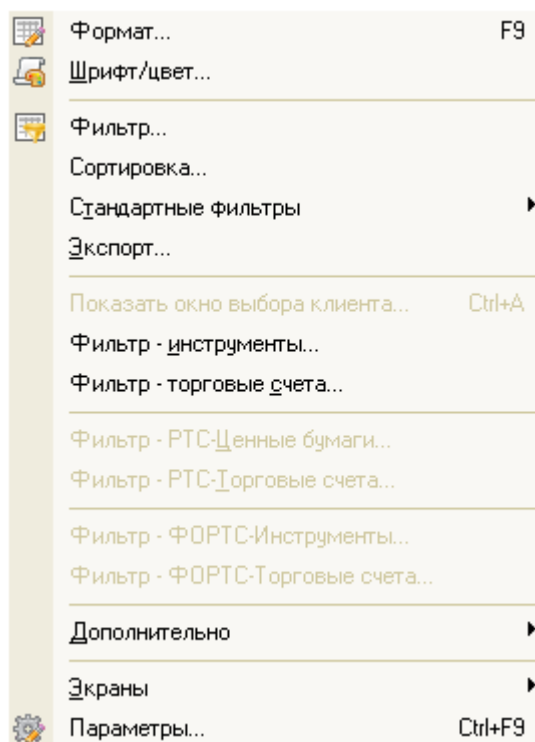 Формат... F9
Шрифт/цвет...
Фильтр...
Сортировка...
Стандартные фильтры
Экспорт...
Показать окно выбора клиента... Ctrl+A
Фильтр - инструменты...
Фильтр - торговые счета...
Фильтр - РТС-Ценные бумаги...
Фильтр - РТС-Торговые счета...
Фильтр - ФОРТС-Инструменты...
Фильтр - ФОРТС-Торговые счета...
Дополнительно
Экраны
Параметры... Ctrl+F9